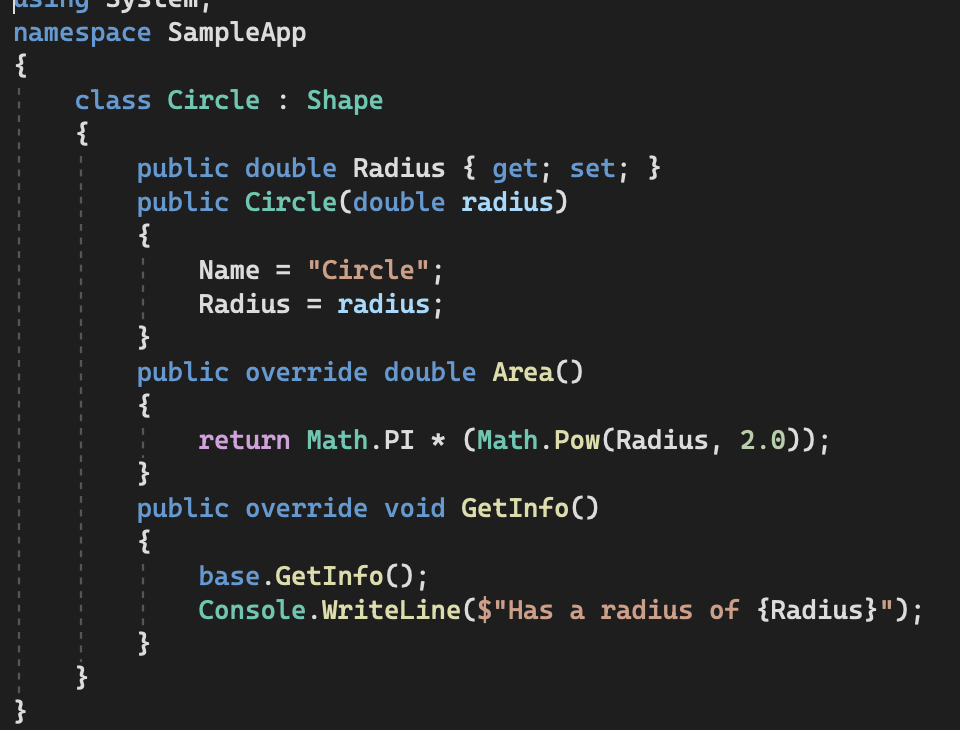 using System;
namespace SampleApp
{
    class Circle : Shape
    {
        public double Radius { get; set; }
        public Circle(double radius)
        {
            Name = "Circle";
            Radius = radius;
        }
        public override double Area()
        {
            return Math.PI * (Math.Pow(Radius, 2.0));
        }
        public override void GetInfo()
        {
            base.GetInfo();
            Console.WriteLine($"Has a radius of {Radius}");
        }
    }
}